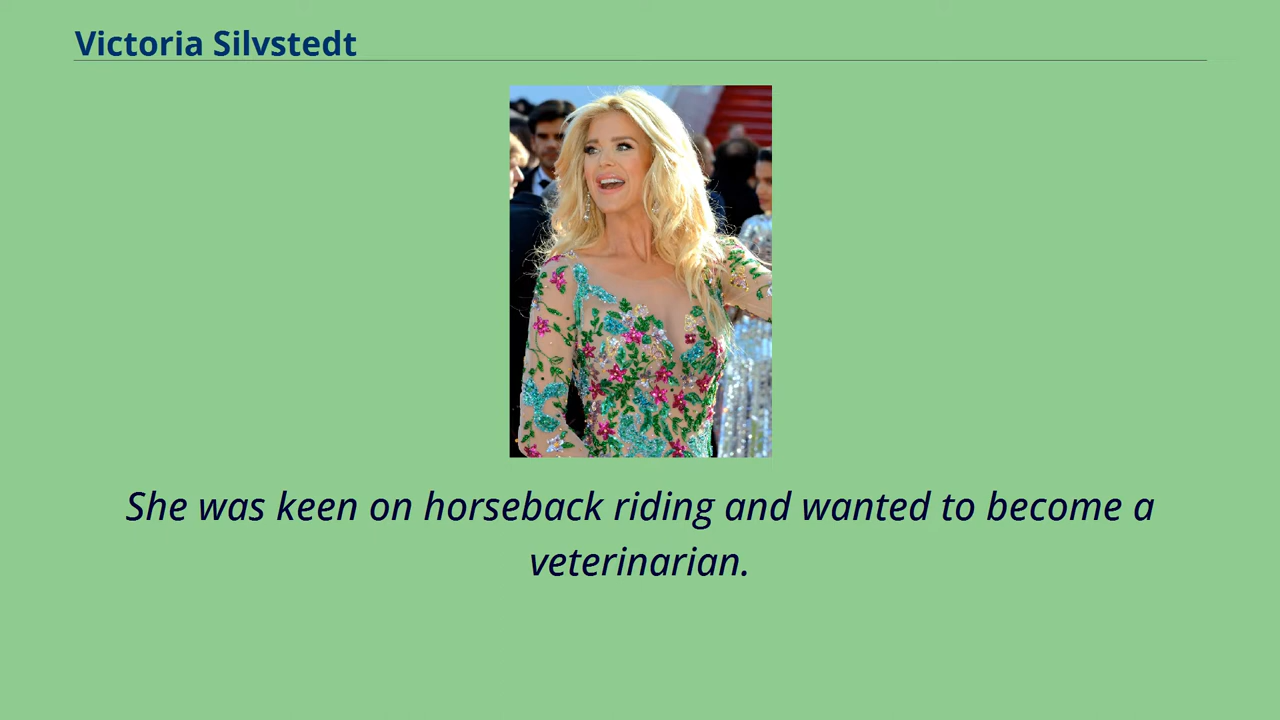 Victoria Silvstedt
She was keen on horseback riding and wanted to become a
veterinarian.